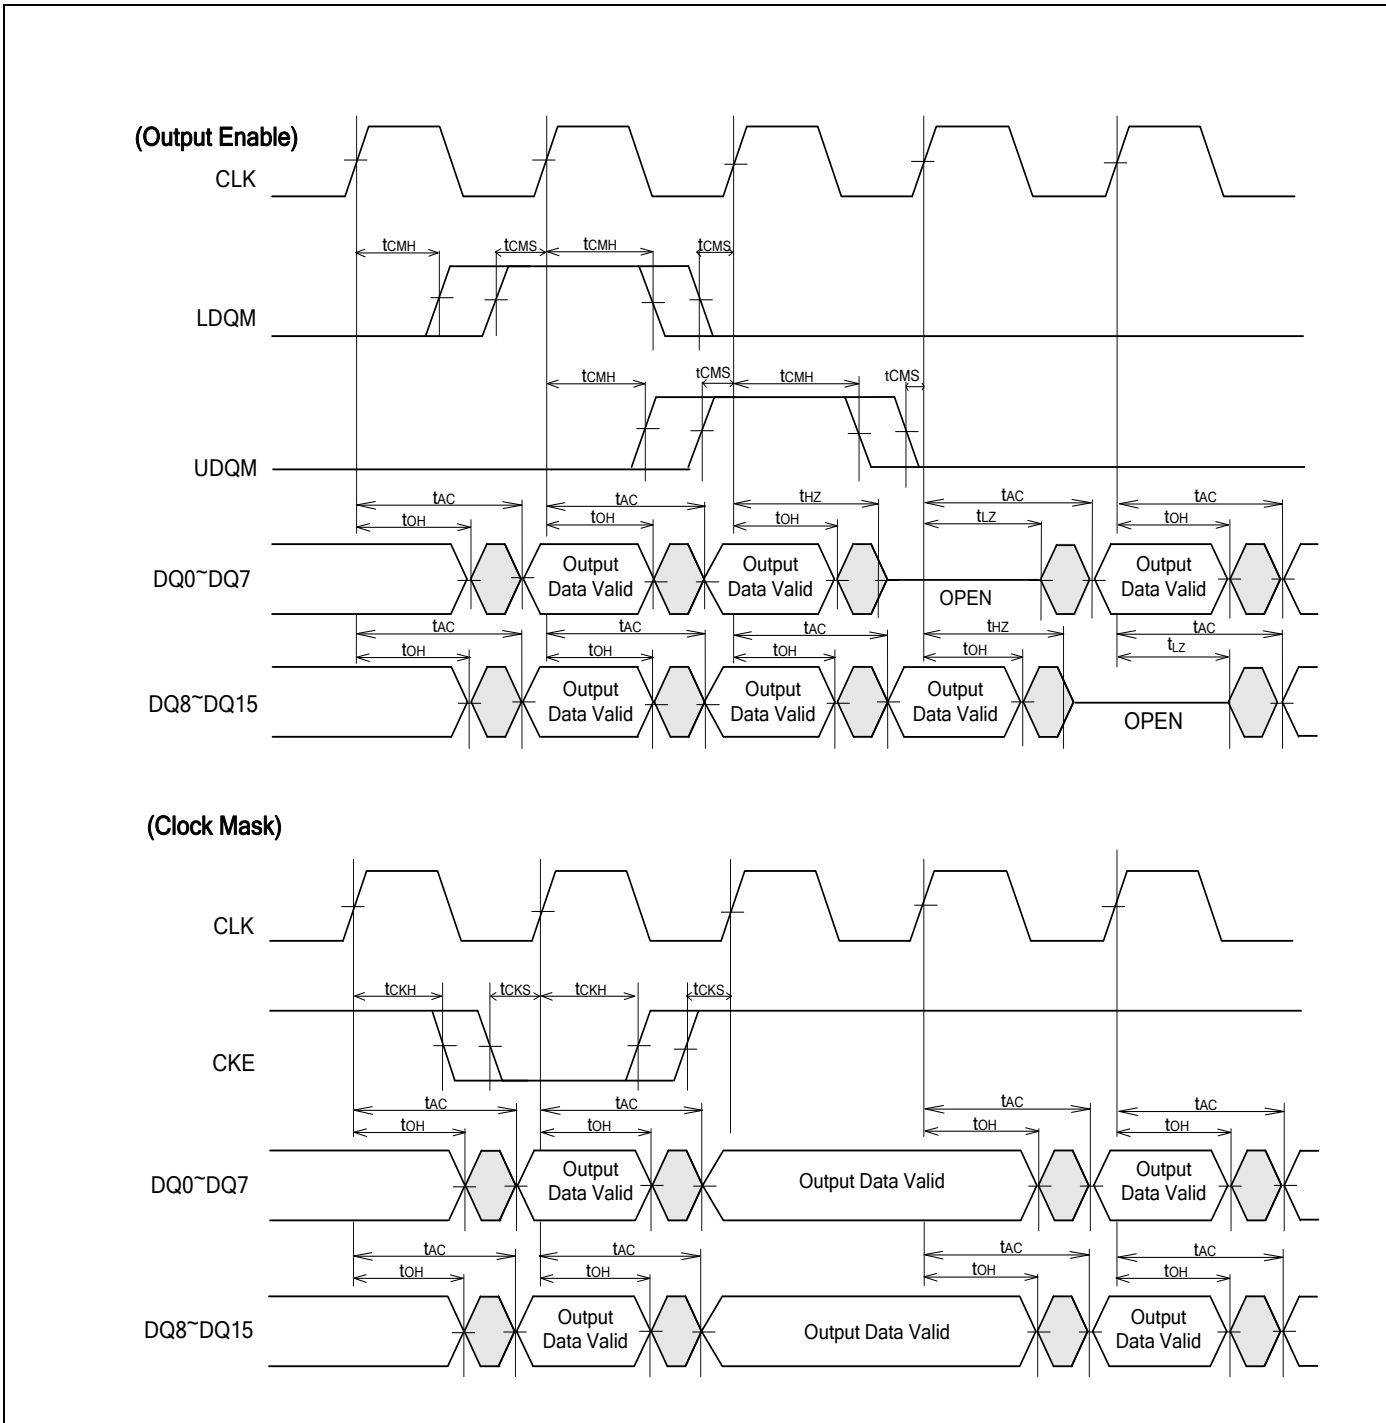 (Output Enable)
CLK
tCMH tCMS tCMH tCMS
LDQM
tCMH tCMS tCMH tCMS
UDQM
tAC tAC tHZ tAC tAC
tOH tOH tOH tLZ tOH
DQ0~DQ7
Output
Data Valid
Output
Data Valid
OPEN
Output
Data Valid
tAC tAC tAC tHZ tAC
tOH tOH tOH tOH tLZ
DQ8~DQ15
Output
Data Valid
Output
Data Valid
Output
Data Valid
OPEN
(Clock Mask)
CLK
tCKH tCKS tCKH tCKS
CKE
tAC tAC tAC tAC
tOH tOH tOH tOH
DQ0~DQ7
Output
Data Valid
Output Data Valid
Output
Data Valid
tAC tAC tAC tAC
tOH tOH tOH tOH
DQ8~DQ15
Output
Data Valid
Output Data Valid
Output
Data Valid